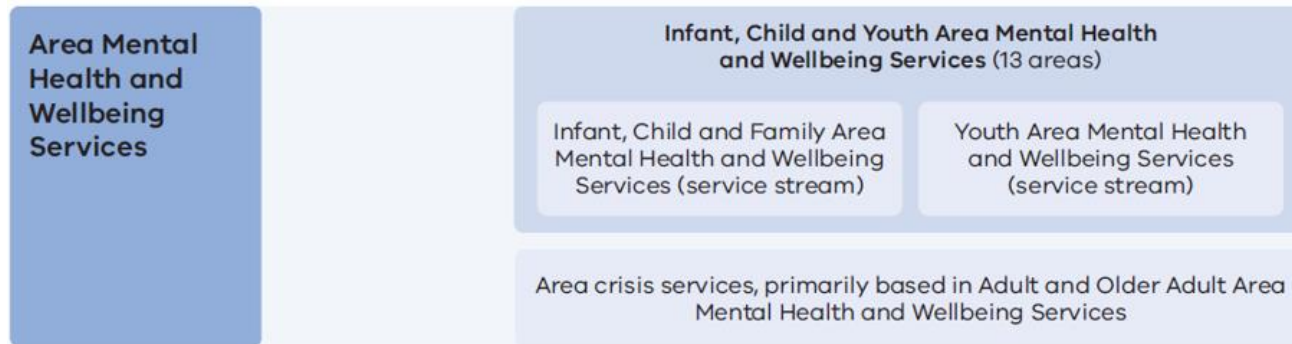 Area Mental
Health and
Wellbeing
Services
Infant, Child and Youth Area Mental Health
and Wellbeing Services (13 areas)
Infant, Child and Family Area
Mental Health and Wellbeing
Services (service stream)
Youth Area Mental Health
and Wellbeing Services
(service stream)
Area crisis services, primarily based in Adult and Older Adult Area
Mental Health and Wellbeing Services